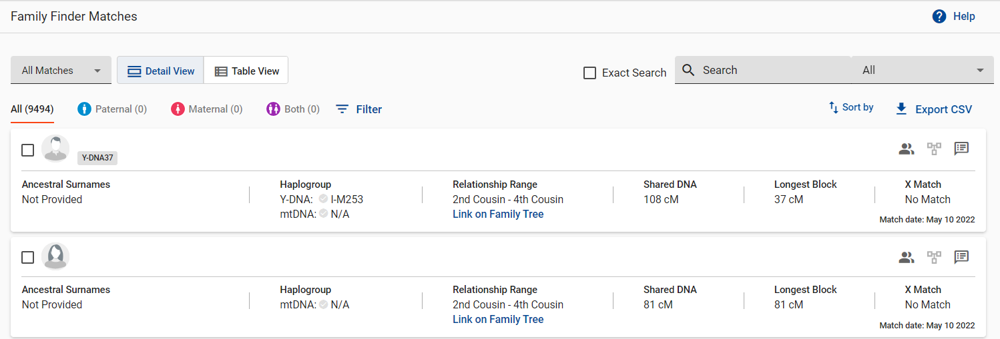 Family Finder Matches
Help
All Matches
Detail View
Table View
Exact Search
Search
All
All (9494)
Paternal (0)
Maternal (0)
Both (0)
Filter
Sort by
Export CSV
Y-DNA37
Ancestral Surnames
Not Provided
Haplogroup
Y-DNA: I-M253
mtDNA: N/A
Relationship Range
2nd Cousin - 4th Cousin
Link on Family Tree
Shared DNA
108 cM
Longest Block
37 cM
X Match
No Match
Match date: May 10 2022
Ancestral Surnames
Not Provided
Haplogroup
mtDNA: N/A
Relationship Range
2nd Cousin - 4th Cousin
Link on Family Tree
Shared DNA
81 cM
Longest Block
81 cM
X Match
No Match
Match date: May 10 2022